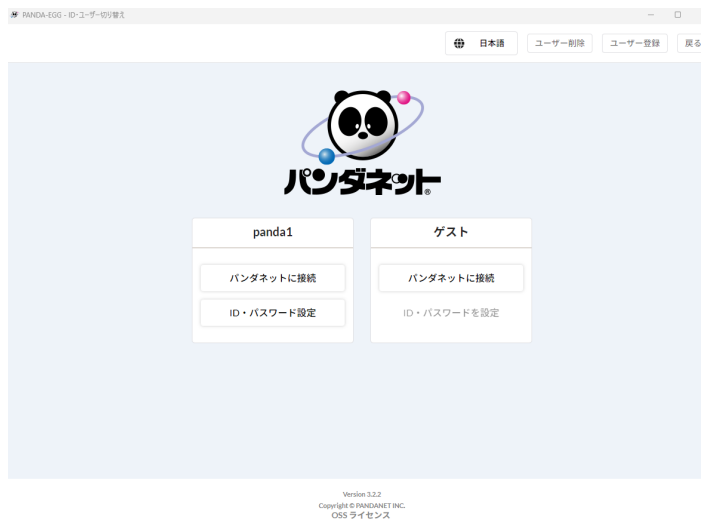 PANDA-EGG - ID・ユーザー切り替え
日本語 ユーザー削除 ユーザー登録 戻る
パンダネット®
panda1 ゲスト
パンダネットに接続 パンダネットに接続
ID・パスワード設定 ID・パスワードを設定
Version 3.2.2
Copyright © PANDANET INC.
OSS ライセンス